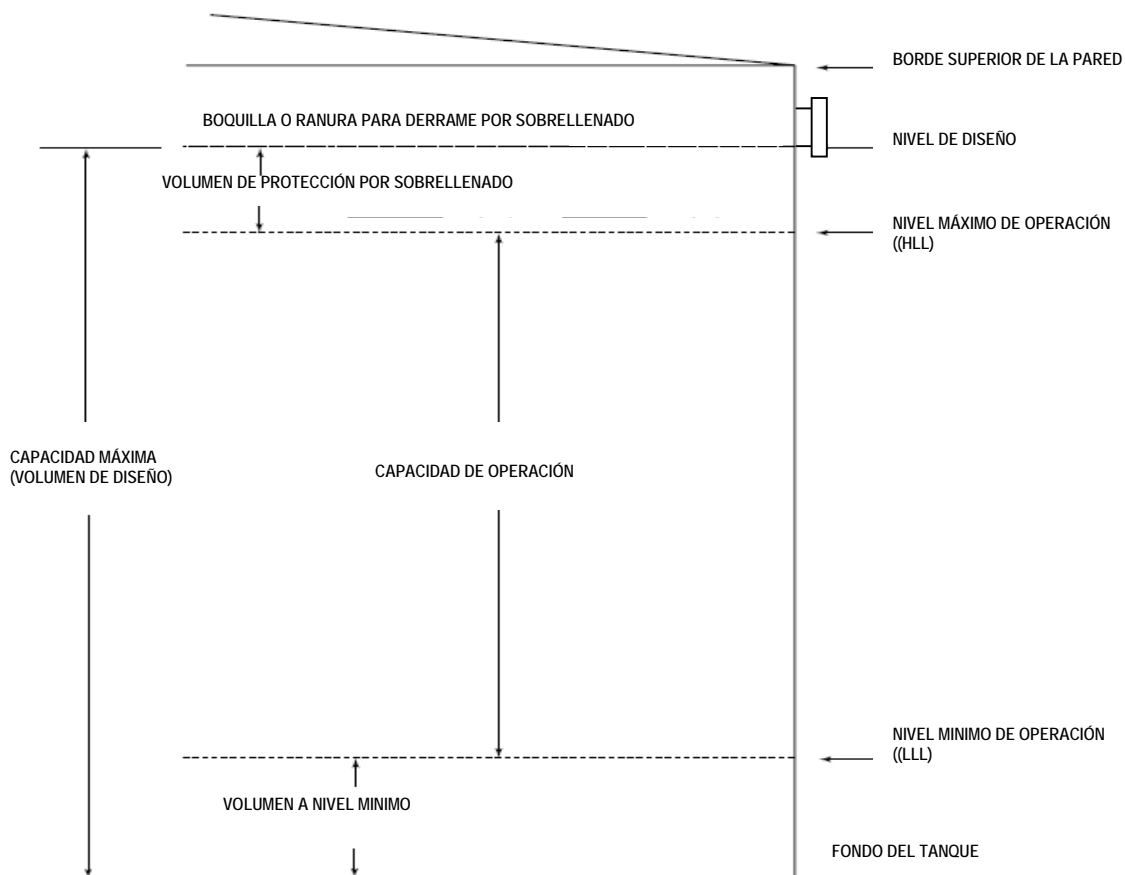 BORDE SUPERIOR DE LA PARED
BOQUILLA O RANURA PARA DERRAME POR SOBRELLENADO
NIVEL DE DISEÑO
VOLUMEN DE PROTECCIÓN POR SOBRELLENADO
NIVEL MÁXIMO DE OPERACIÓN
((HLL)
CAPACIDAD MÁXIMA
(VOLUMEN DE DISEÑO)
CAPACIDAD DE OPERACIÓN
NIVEL MINIMO DE OPERACIÓN
((LLL)
VOLUMEN A NIVEL MINIMO
FONDO DEL TANQUE